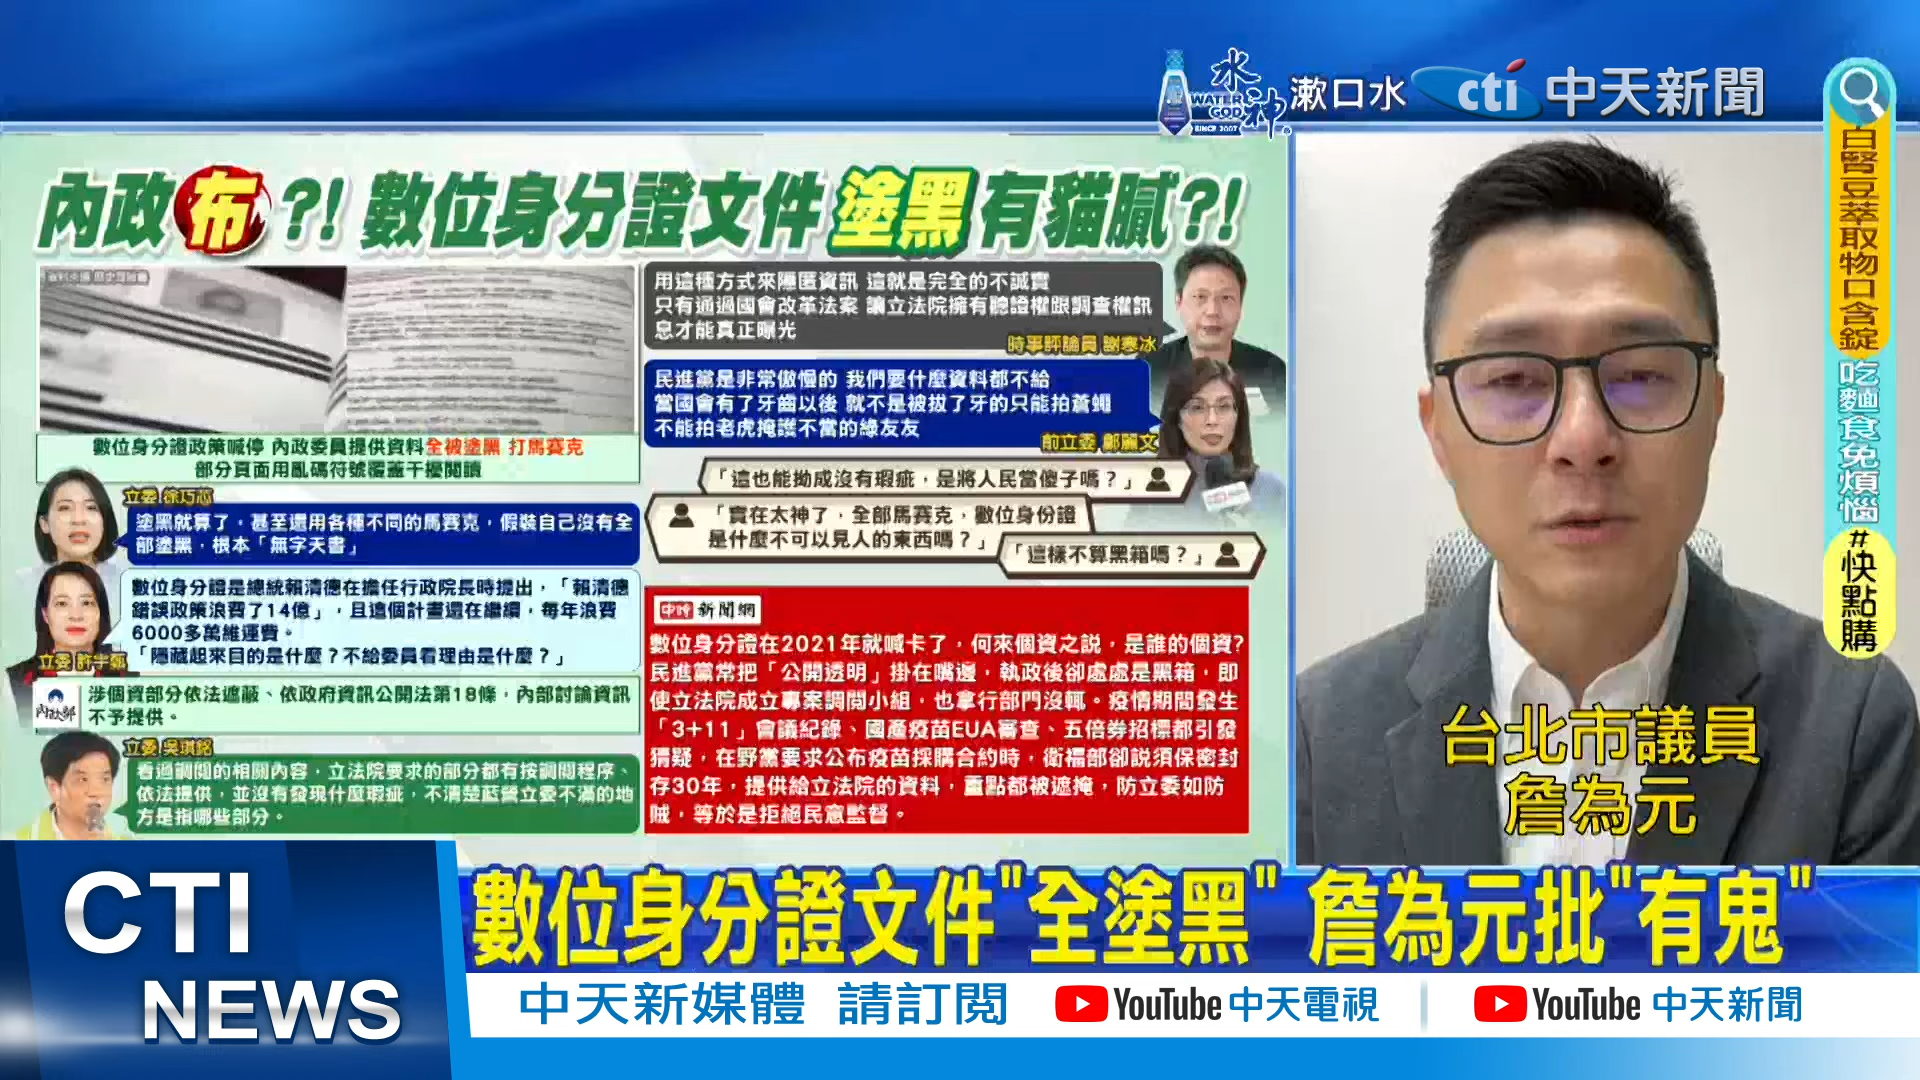 水神
WATER GOD
SINCE 2007
漱口水
cti 中天新聞
白腎豆萃取物口含錠
吃麵食免煩惱
#快點購
內政布?! 數位身分證文件塗黑有貓膩?!
數位身分證政策喊停 內政委員提供資料全被塗黑 打馬賽克
部分頁面用亂碼符號覆蓋干擾閱讀
立委 徐巧芯
塗黑就算了,甚至還用各種不同的馬賽克,假裝自己沒有全
部塗黑,根本「無字天書」
數位身分證是總統賴清德在擔任行政院長時提出,「賴清德
錯誤政策浪費了14億」,且這個計畫還在繼續,每年浪費
6000多萬維運費。
「隱藏起來目的是什麼?不給委員看理由是什麼?」
立委 許宇甄
內政部
涉個資部分依法遮蔽、依政府資訊公開法第18條,內部討論資訊
不予提供。
立委 吳琪銘
看過調閱的相關內容,立法院要求的部分都有按調閱程序、
依法提供,並沒有發現什麼瑕疵,不清楚藍營立委不滿的地
方是指哪些部分。
用這種方式來隱匿資訊 這就是完全的不誠實
只有通過國會改革法案 讓立法院擁有聽證權跟調查權訊
息才能真正曝光
時事評論員 謝寒冰
民進黨是非常傲慢的 我們要什麼資料都不給
當國會有了牙齒以後 就不是被拔了牙的只能拍蒼蠅
不能拍老虎掩護不當的綠友友
前立委 鄭麗文
「這也能拗成沒有瑕疵,是將人民當傻子嗎?」
「實在太神了,全部馬賽克,數位身份證
是什麼不可以見人的東西嗎?」
「這樣不算黑箱嗎?」
中時 新聞網
數位身分證在2021年就喊卡了,何來個資之說,是誰的個資?
民進黨常把「公開透明」掛在嘴邊,執政後卻處處是黑箱,即
使立法院成立專案調閱小組,也拿行部門沒輒。疫情期間發生
「3+11」會議紀錄、國產疫苗EUA審查、五倍券招標都引發
猜疑,在野黨要求公布疫苗採購合約時,衛福部卻說須保密封
存30年,提供給立法院的資料,重點都被遮掩,防立委如防
賊,等於是拒絕民意監督。
台北市議員
詹為元
CTI
NEWS
數位身分證文件"全塗黑" 詹為元批"有鬼"
中天新媒體 請訂閱 YouTube 中天電視 YouTube 中天新聞